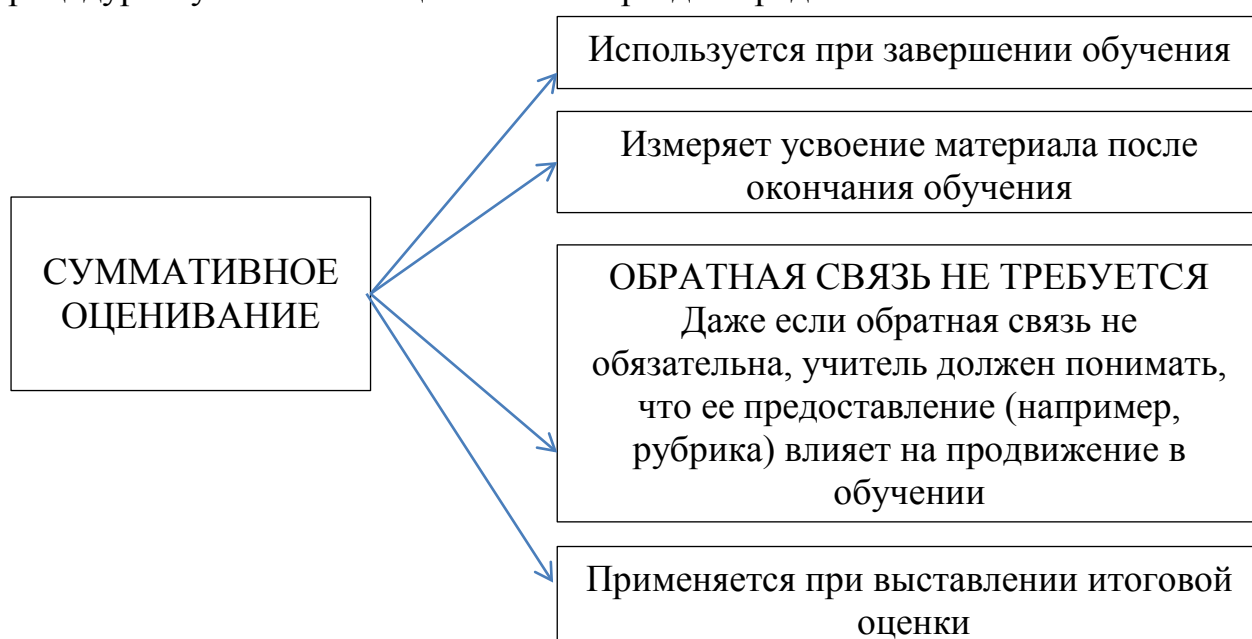 Используется при завершении обучения
Измеряет усвоение материала после
окончания обучения
СУММАТИВНОЕ
ОЦЕНИВАНИЕ
ОБРАТНАЯ СВЯЗЬ НЕ ТРЕБУЕТСЯ
Даже если обратная связь не
обязательна, учитель должен понимать,
что ее предоставление (например,
рубрика) влияет на продвижение в
обучении
Применяется при выставлении итоговой
оценки